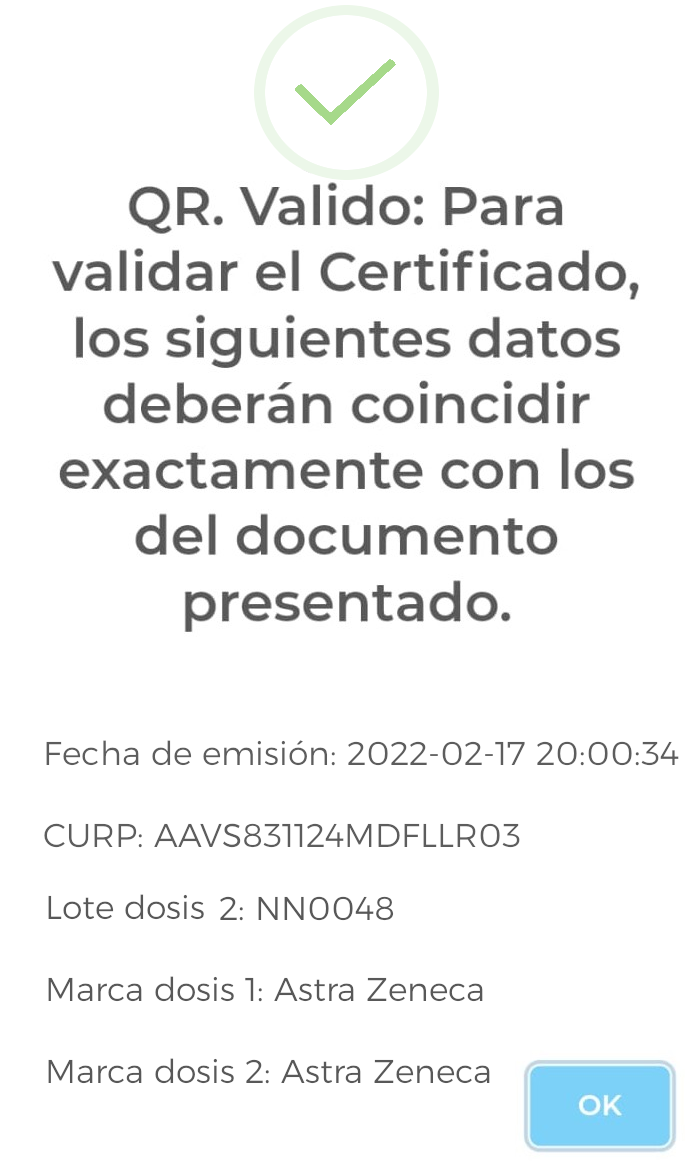 QR. Valido: Para
validar el Certificado,
los siguientes datos
deberán coincidir
exactamente con los
del documento
presentado.
Fecha de emisión: 2022-02-17 20:00:34
CURP: AAVS831124MDFLLR03
Lote dosis 2: NN0048
Marca dosis 1: Astra Zeneca
Marca dosis 2: Astra Zeneca
OK